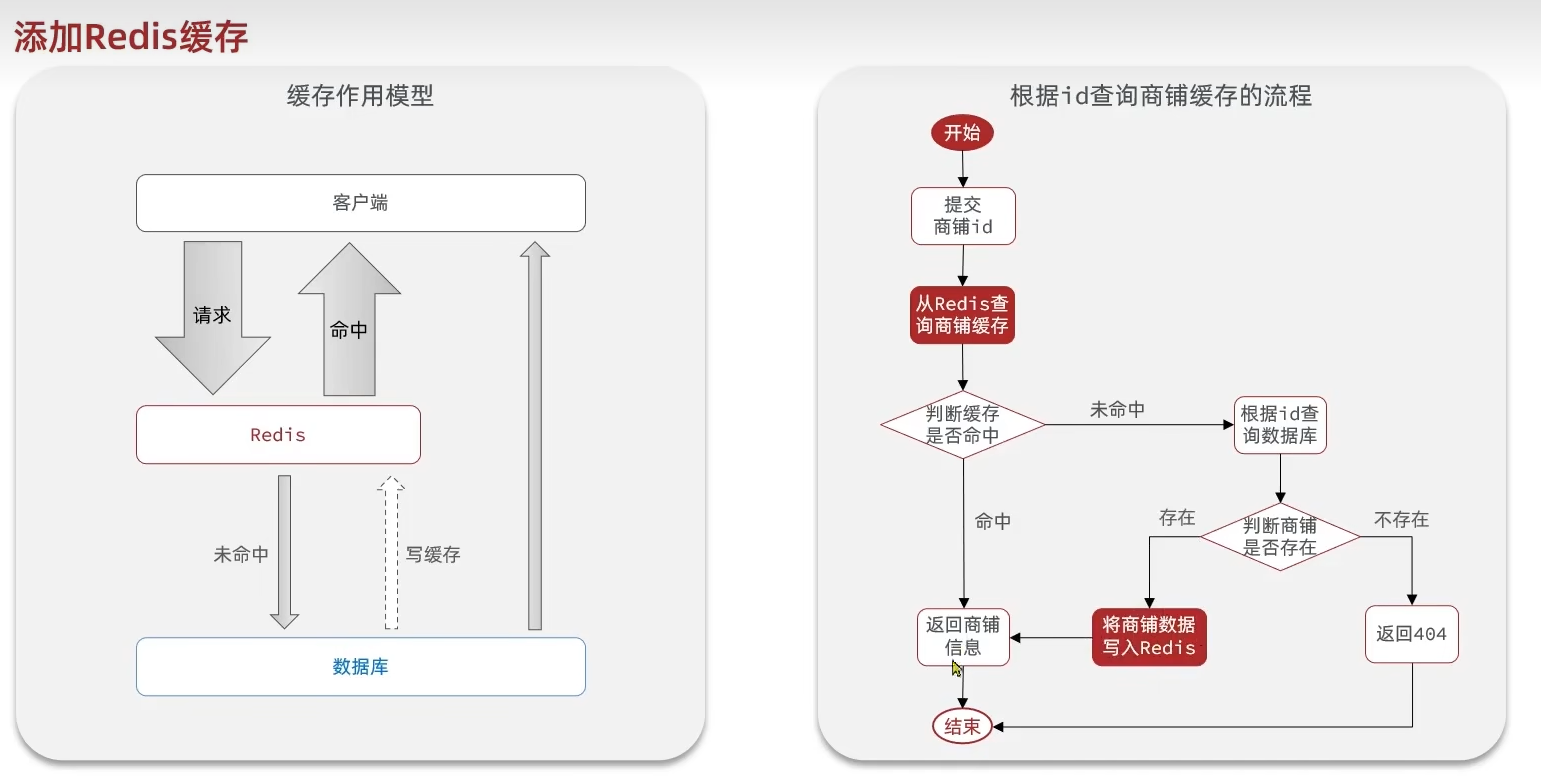 添加Redis缓存
缓存作用模型
客户端
请求
命中
Redis
未命中
写缓存
数据库
根据id查询商铺缓存的流程
开始
提交
商铺id
从Redis查
询商铺缓存
判断缓存
是否命中
未命中
根据id查
询数据库
命中
存在
判断商铺
是否存在
不存在
返回商铺
信息
将商铺数据
写入Redis
返回404
结束